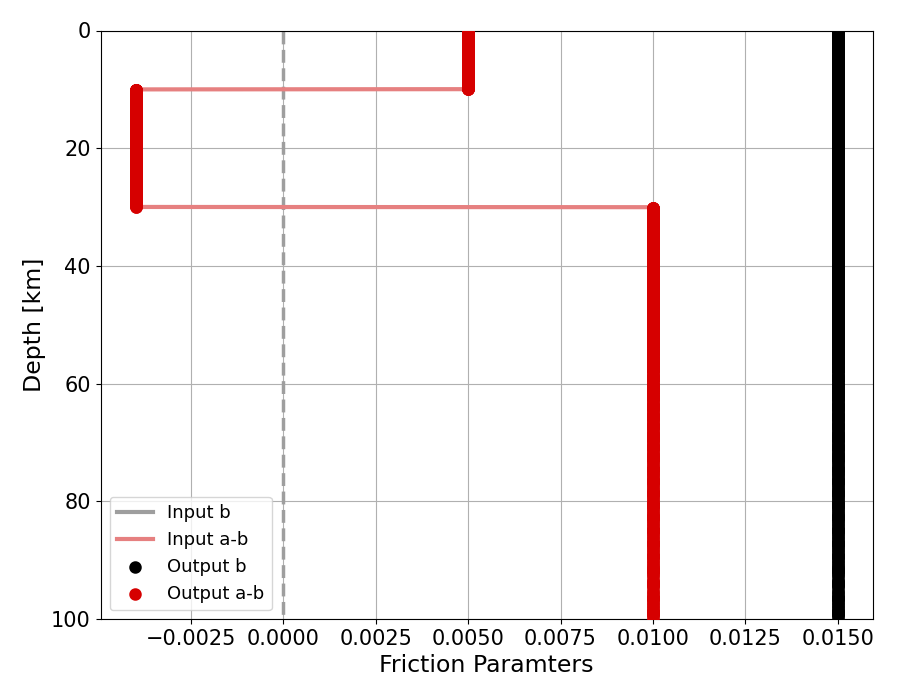 0
20
40
60
80
100
Depth [km]
Input b
Input a-b
Output b
Output a-b
−0.0025 0.0000 0.0025 0.0050 0.0075 0.0100 0.0125 0.0150
Friction Paramters